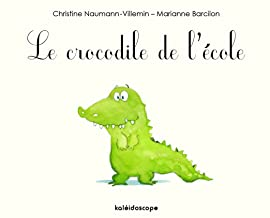 Christine Naumann-Villemin – Marianne Barcilon
Le crocodile de l'école
kaléidoscope